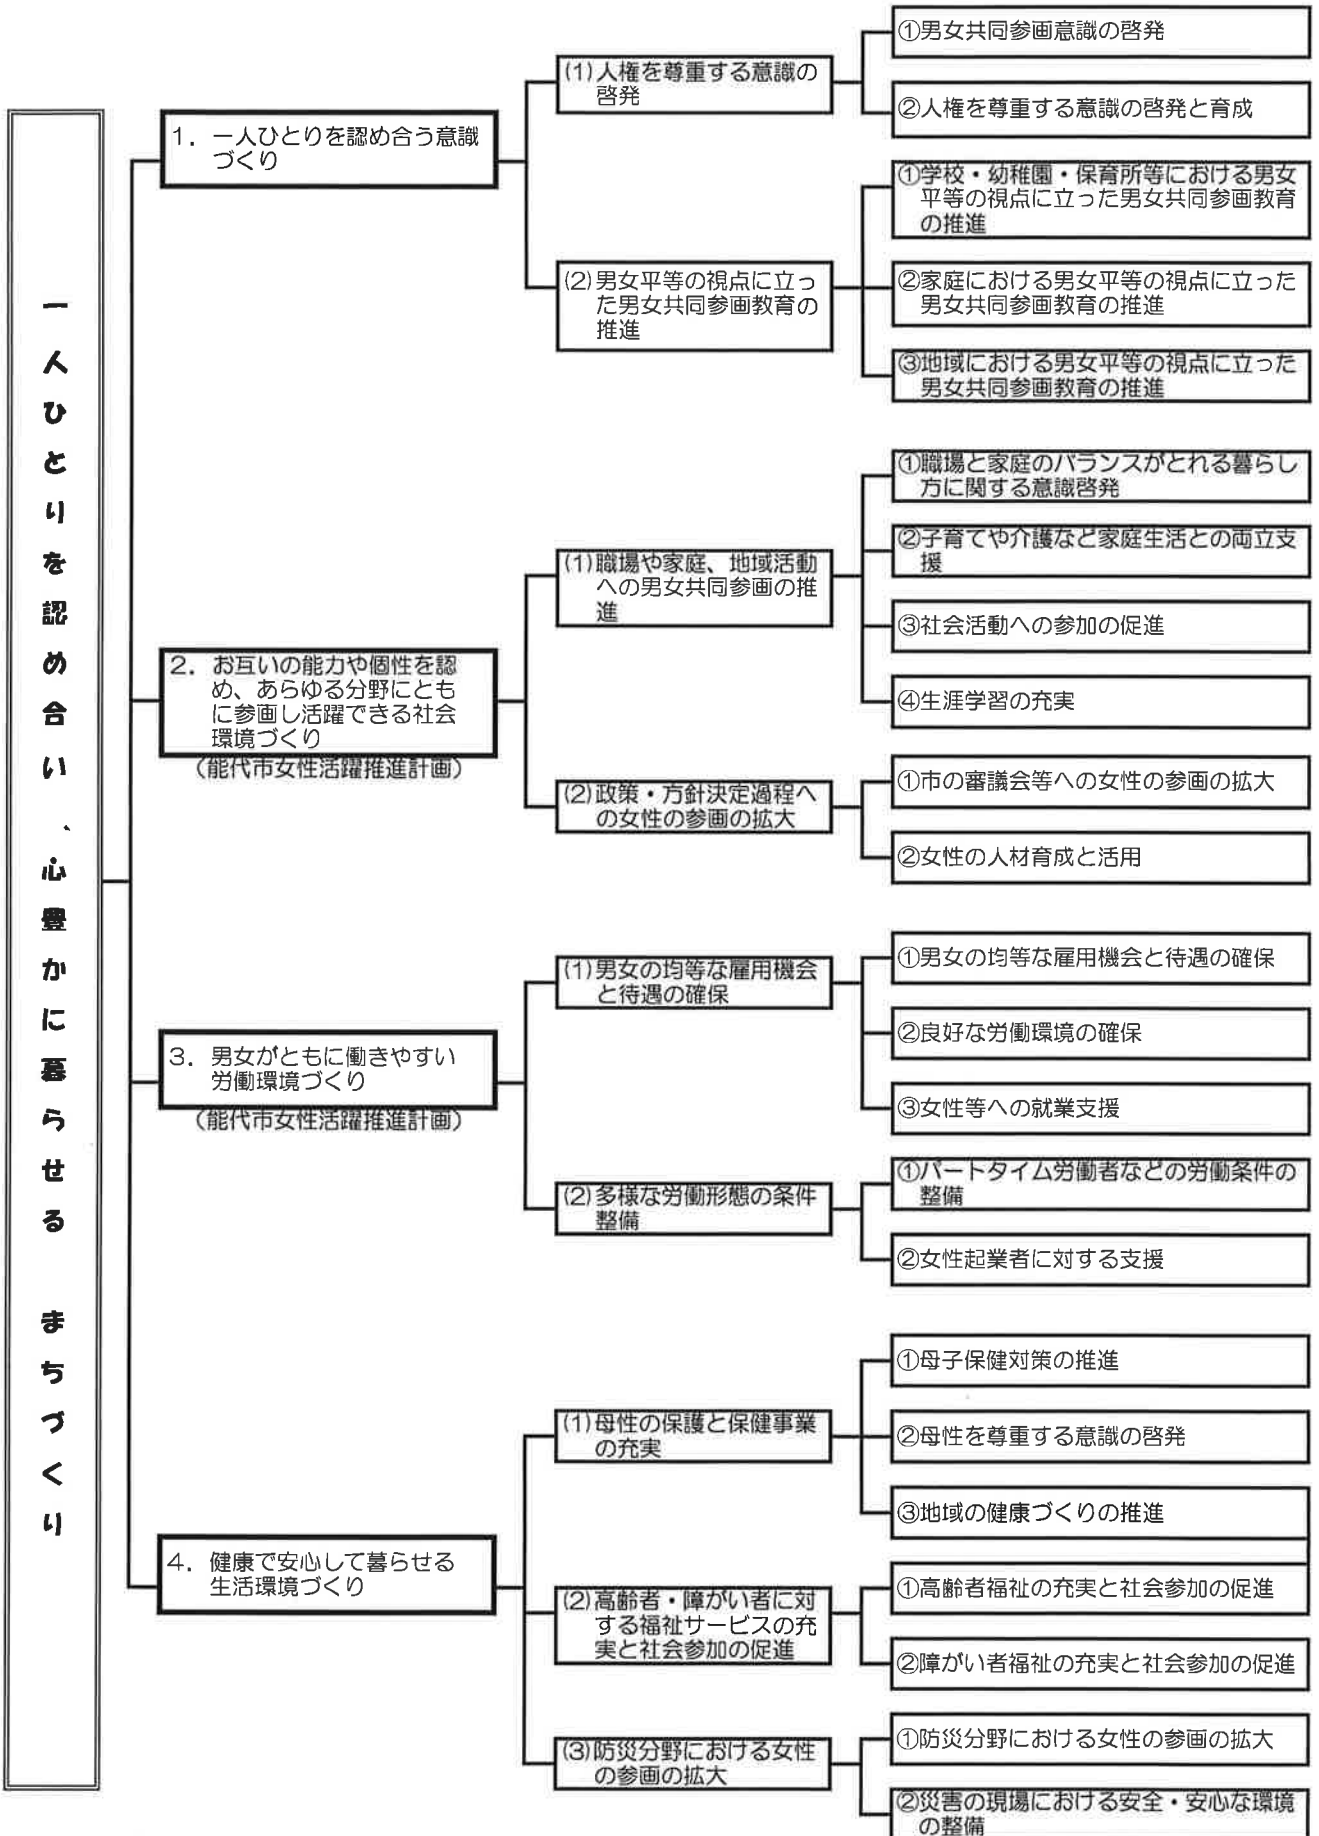 一人ひとりを認め合い、心豊かに暮らせる　まちづくり
1．一人ひとりを認め合う意識
づくり
(1)人権を尊重する意識の
啓発
①男女共同参画意識の啓発
②人権を尊重する意識の啓発と育成
(2)男女平等の視点に立っ
た男女共同参画教育の
推進
①学校・幼稚園・保育所等における男女
平等の視点に立った男女共同参画教育
の推進
②家庭における男女平等の視点に立った
男女共同参画教育の推進
③地域における男女平等の視点に立った
男女共同参画教育の推進
2．お互いの能力や個性を認
め、あらゆる分野にとも
に参画し活躍できる社会
環境づくり
（能代市女性活躍推進計画）
(1)職場や家庭、地域活動
への男女共同参画の推
進
①職場と家庭のバランスがとれる暮らし
方に関する意識啓発
②子育てや介護など家庭生活との両立支
援
③社会活動への参加の促進
④生涯学習の充実
(2)政策・方針決定過程へ
の女性の参画の拡大
①市の審議会等への女性の参画の拡大
②女性の人材育成と活用
3．男女がともに働きやすい
労働環境づくり
（能代市女性活躍推進計画）
(1)男女の均等な雇用機会
と待遇の確保
①男女の均等な雇用機会と待遇の確保
②良好な労働環境の確保
③女性等への就業支援
(2)多様な労働形態の条件
整備
①パートタイム労働者などの労働条件の
整備
②女性起業者に対する支援
4．健康で安心して暮らせる
生活環境づくり
(1)母性の保護と保健事業
の充実
①母子保健対策の推進
②母性を尊重する意識の啓発
③地域の健康づくりの推進
(2)高齢者・障がい者に対
する福祉サービスの充
実と社会参加の促進
①高齢者福祉の充実と社会参加の促進
②障がい者福祉の充実と社会参加の促進
(3)防災分野における女性
の参画の拡大
①防災分野における女性の参画の拡大
②災害の現場における安全・安心な環境
の整備